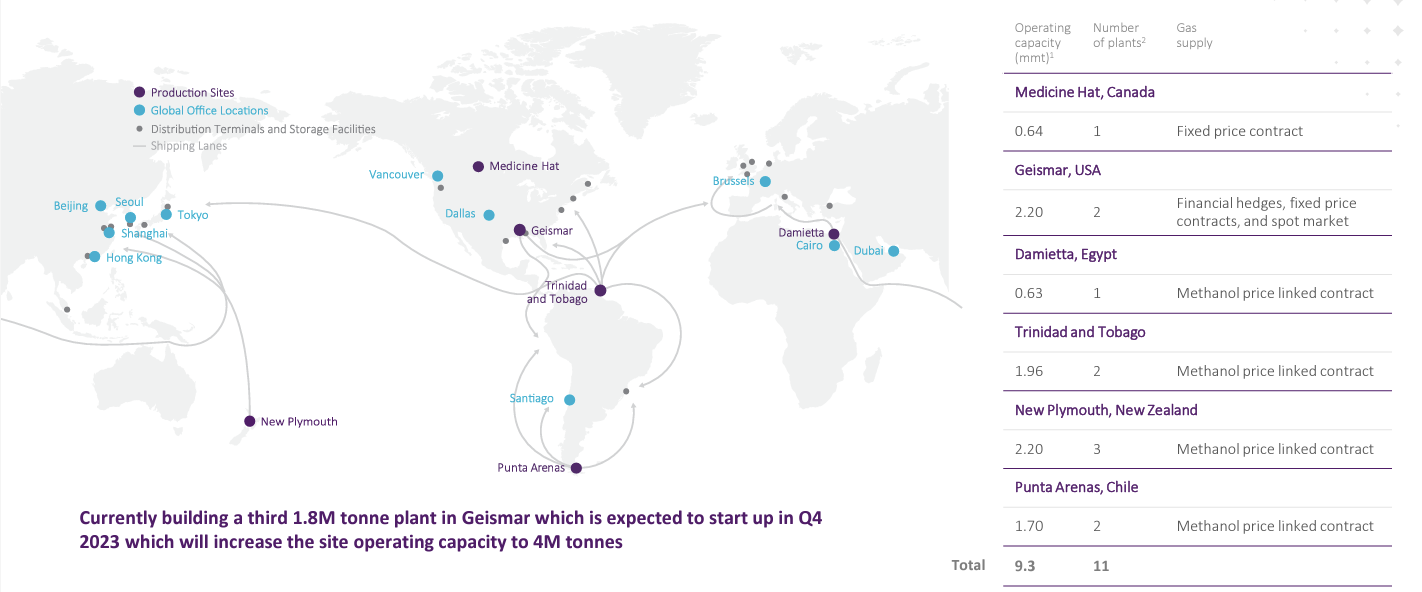 Production Sites
Global Office Locations
Distribution Terminals and Storage Facilities
Shipping Lanes
Vancouver
Medicine Hat
Brussels
Beijing
Seoul
Tokyo
Dallas
Shanghai
Geismar
Damietta
Cairo
Dubai
Hong Kong
Trinidad
and Tobago
Santiago
New Plymouth
Punta Arenas
Currently building a third 1.8M tonne plant in Geismar which is expected to start up in Q4
2023 which will increase the site operating capacity to 4M tonnes
Operating
capacity
(mmt)¹
Number
of plants²
Gas
supply
Medicine Hat, Canada
0.64 1 Fixed price contract
Geismar, USA
2.20 2 Financial hedges, fixed price
contracts, and spot market
Damietta, Egypt
0.63 1 Methanol price linked contract
Trinidad and Tobago
1.96 2 Methanol price linked contract
New Plymouth, New Zealand
2.20 3 Methanol price linked contract
Punta Arenas, Chile
1.70 2 Methanol price linked contract
Total 9.3 11